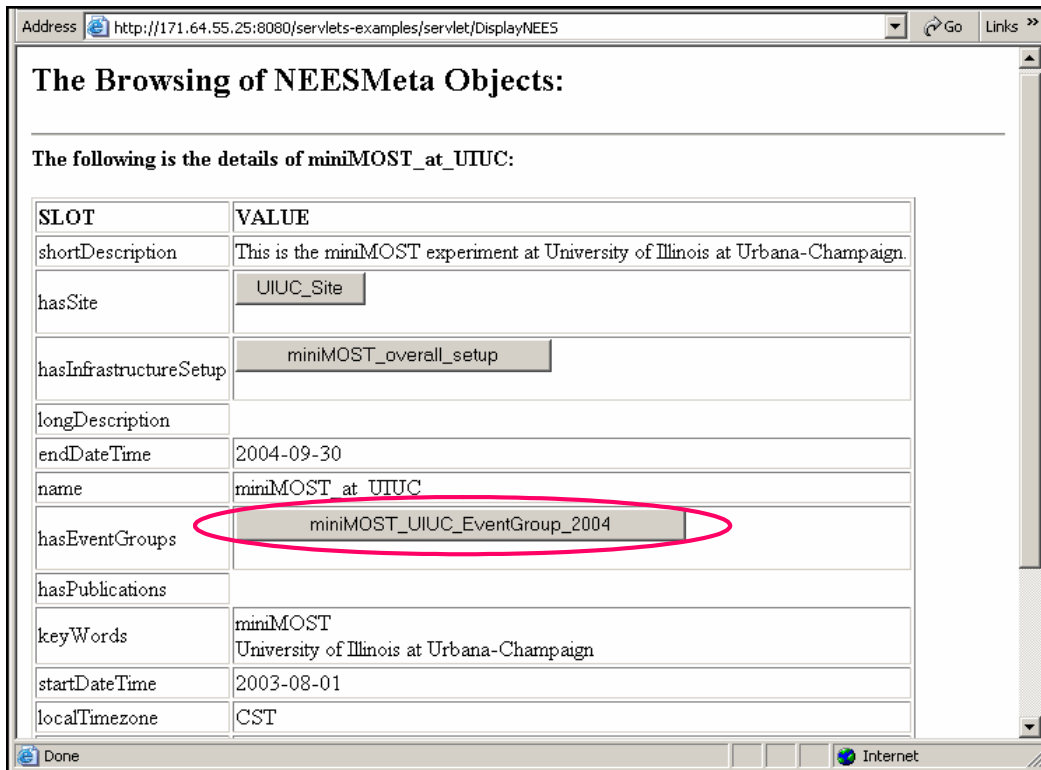 Address http://171.64.55.25:8080/servlets-examples/servlet/DisplayNEES Go Links »
The Browsing of NEESMeta Objects:
The following is the details of miniMOST_at_UIUC:
SLOT VALUE
shortDescription This is the miniMOST experiment at University of Illinois at Urbana-Champaign.
hasSite UIUC_Site
hasInfrastructureSetup miniMOST_overall_setup
longDescription
endDateTime 2004-09-30
name miniMOST_at_UIUC
hasEventGroups miniMOST_UIUC_EventGroup_2004
hasPublications
keyWords miniMOST
University of Illinois at Urbana-Champaign
startDateTime 2003-08-01
localTimezone CST
Done Internet